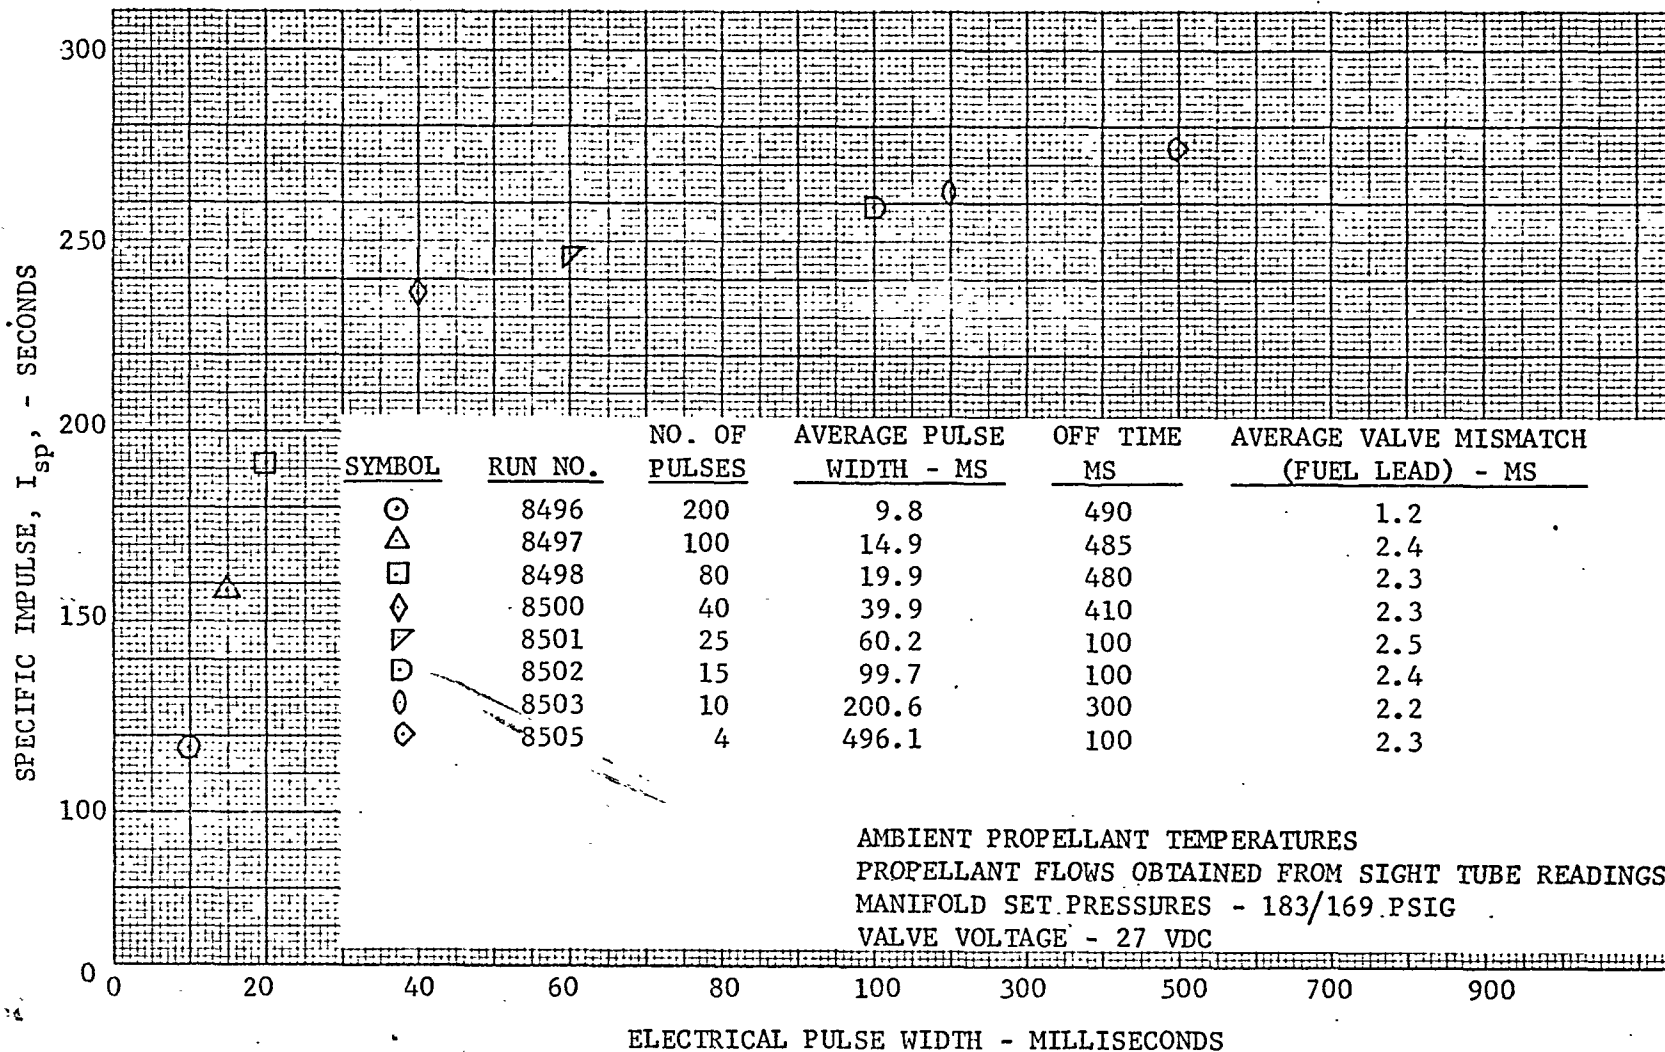 300
250
200
150
100
0
SPECIFIC IMPULSE, Isp, - SECONDS
NO. OF AVERAGE PULSE OFF TIME AVERAGE VALVE MISMATCH
SYMBOL RUN NO. PULSES WIDTH - MS MS (FUEL LEAD) - MS
8496 200 9.8 490 1.2
8497 100 14.9 485 2.4
8498 80 19.9 480 2.3
8500 40 39.9 410 2.3
8501 25 60.2 100 2.5
8502 15 99.7 100 2.4
8503 10 200.6 300 2.2
8505 4 496.1 100 2.3
AMBIENT PROPELLANT TEMPERATURES
PROPELLANT FLOWS OBTAINED FROM SIGHT TUBE READINGS
MANIFOLD SET PRESSURES - 183/169 PSIG
VALVE VOLTAGE - 27 VDC
0 20 40 60 80 100 300 500 700 900
ELECTRICAL PULSE WIDTH - MILLISECONDS